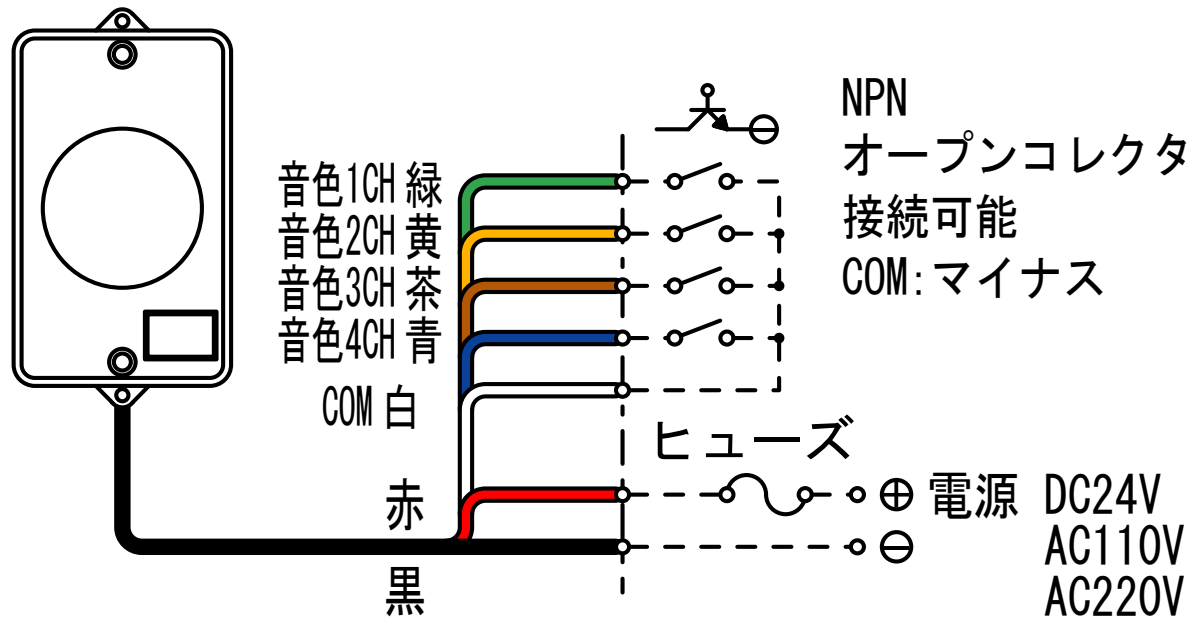 NPN
オープンコレクタ
接続可能
COM:マイナス
音色1CH 緑
音色2CH 黄
音色3CH 茶
音色4CH 青
COM 白
ヒューズ
赤
黒
電源 DC24V
AC110V
AC220V